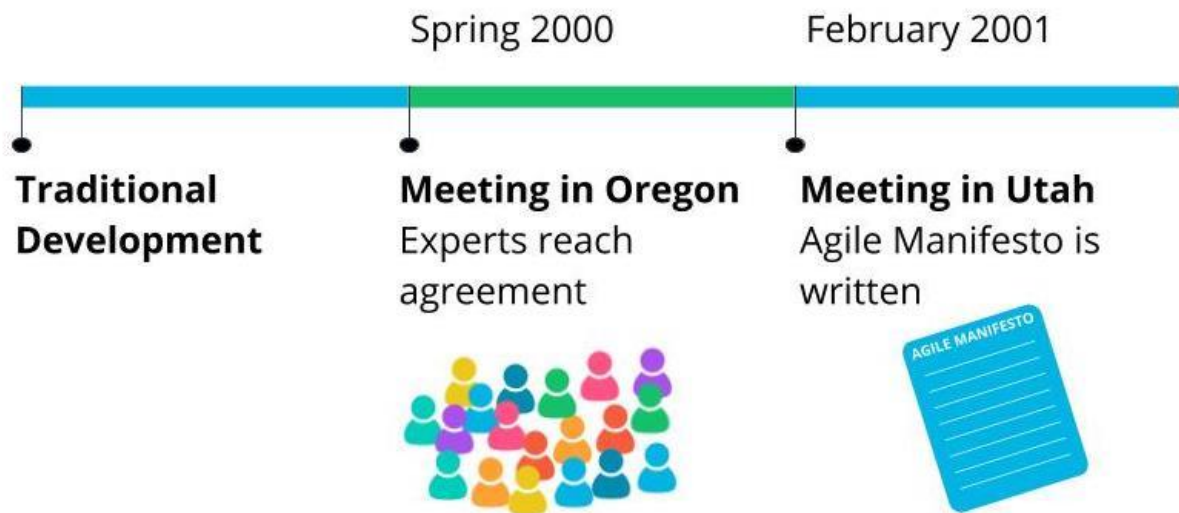 Spring 2000
February 2001
Traditional
Development
Meeting in Oregon
Experts reach
agreement
Meeting in Utah
Agile Manifesto is
written
AGILE MANIFESTO